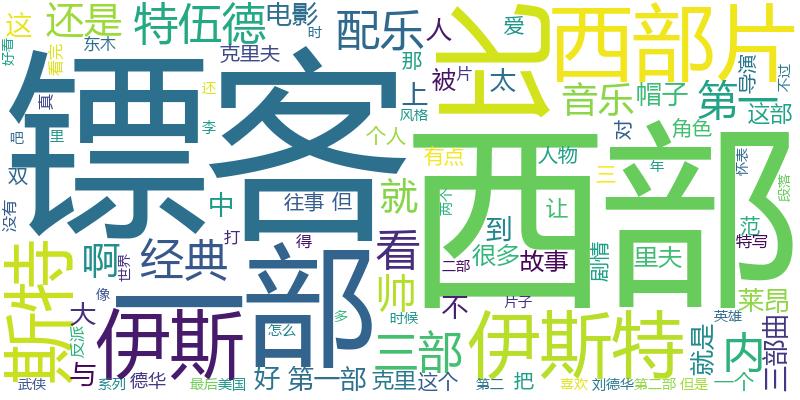 镖客
西部
一部
长
西部片
伊斯
伊斯特
斯特
特伍德
配乐
经典
三部
三部曲
音乐
第一
还是
这
电影
人
爱
东木
好看
看完
克里夫
时
那
被
片
太
上
风格
帽子
导演
不过
这部
真
还
吧
里
李
个人
有点
人物
对
角色
三
年
怀表
段落
双
没有
中
往事
但
就
两个
到
让
范
特写
啊
打
得
看
很多
故事
剧情
里夫
世界
像
帅
不
二部
片子
莱昂
大
反派
与
怎么
多
时候
英雄
就是
内
武侠
系列
德华
最后
美国
好
第一部
克里
这个
第二
把
喜欢
刘德华
第二部
但是
一个